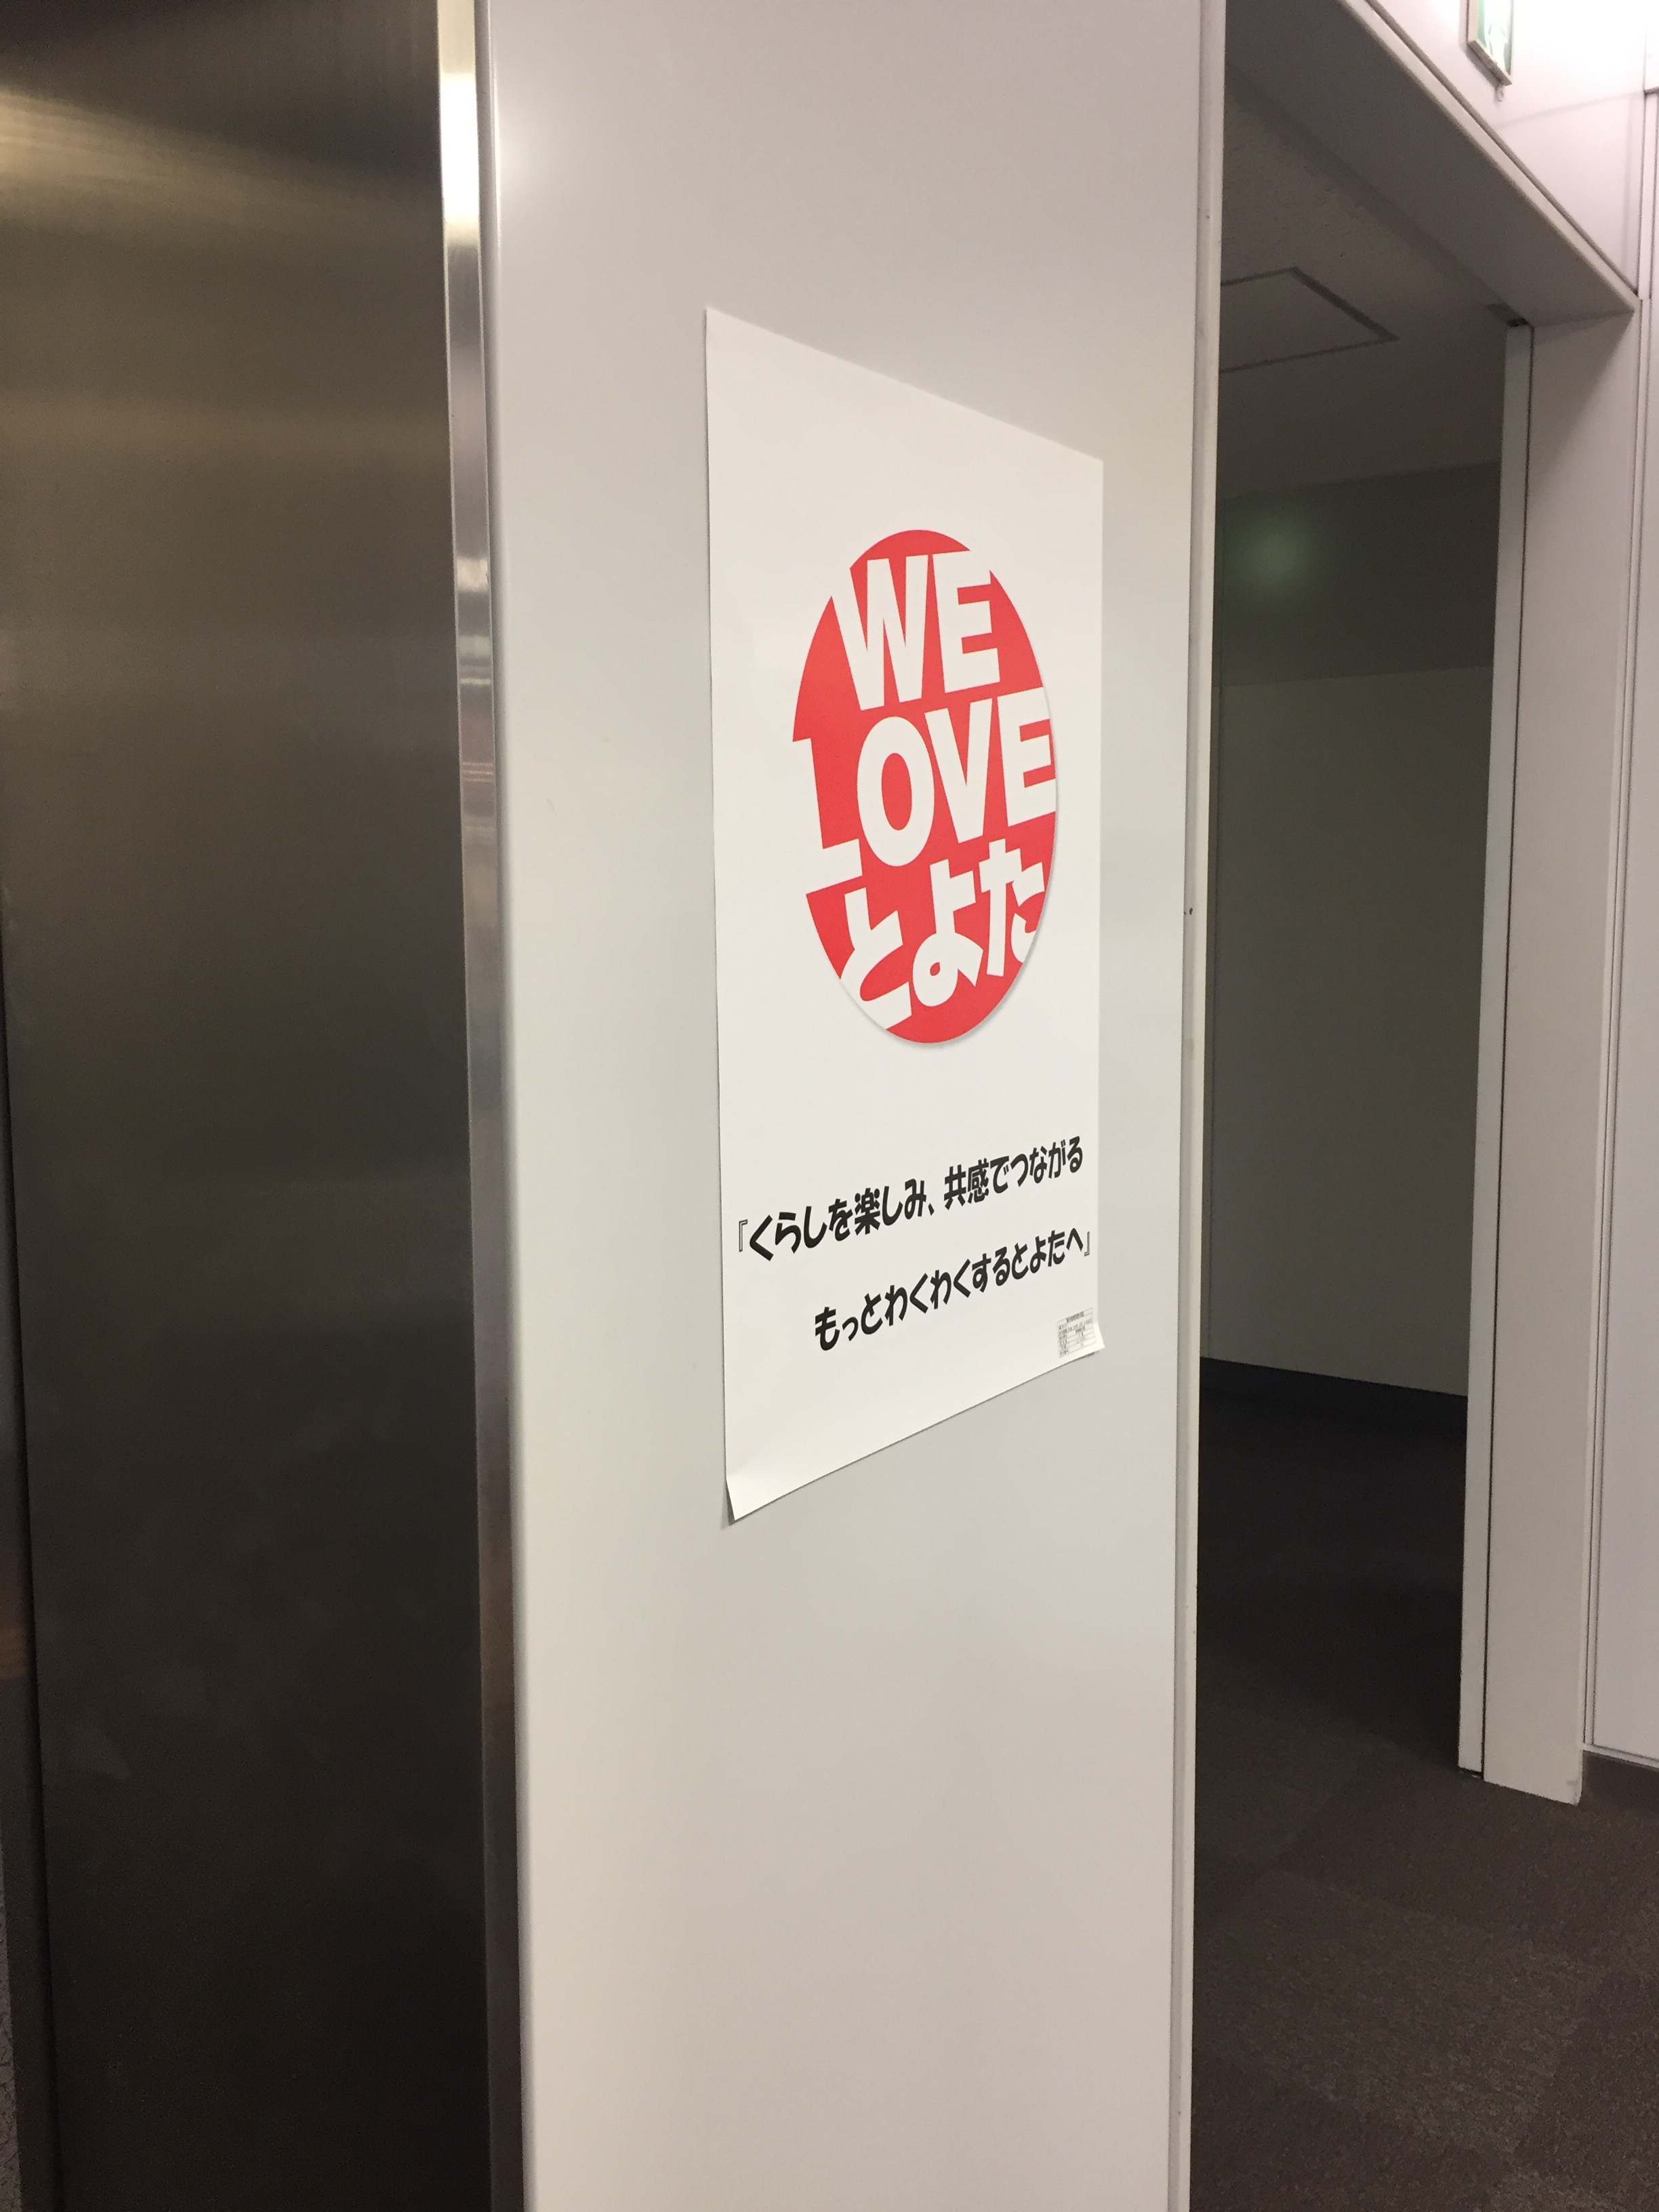 WE
LOVE
とよた
『くらしを楽しみ、共感でつながる
もっとわくわくするとよたへ』